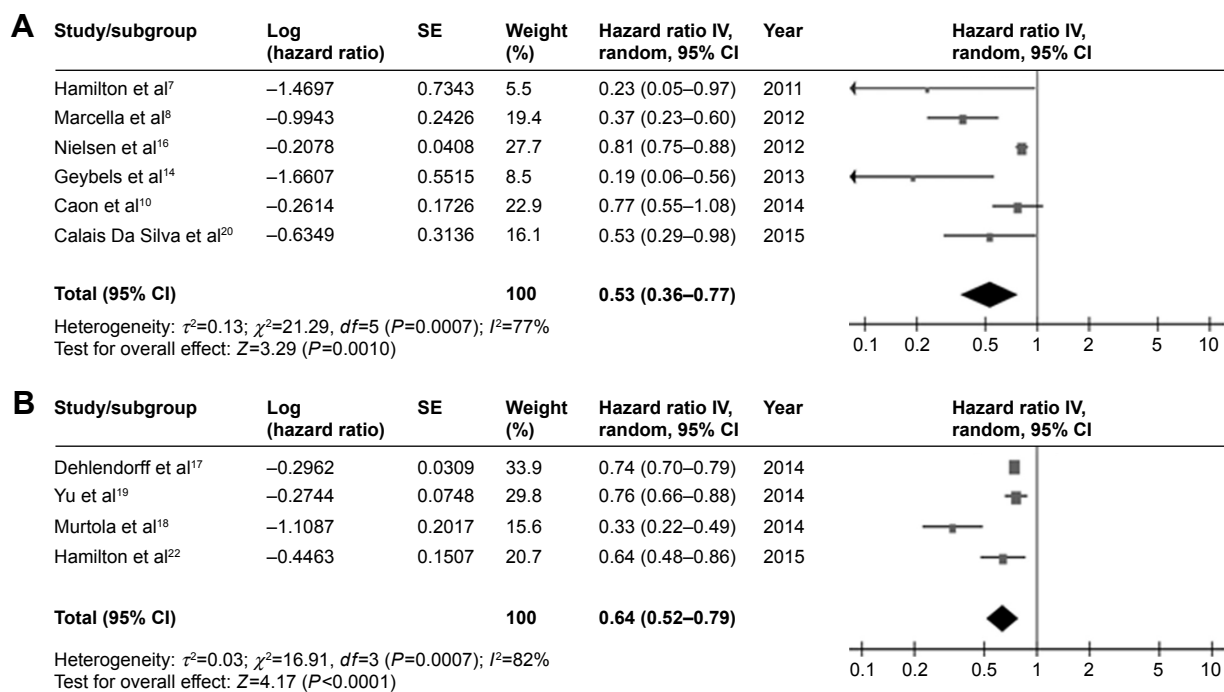 A Study/subgroup Log SE Weight Hazard ratio IV, Year Hazard ratio IV,
(hazard ratio) (%) random, 95% CI random, 95% CI
Hamilton et al⁷ –1.4697 0.7343 5.5 0.23 (0.05–0.97) 2011
Marcella et al⁸ –0.9943 0.2426 19.4 0.37 (0.23–0.60) 2012
Nielsen et al¹⁶ –0.2078 0.0408 27.7 0.81 (0.75–0.88) 2012
Geybels et al¹⁴ –1.6607 0.5515 8.5 0.19 (0.06–0.56) 2013
Caon et al¹⁰ –0.2614 0.1726 22.9 0.77 (0.55–1.08) 2014
Calais Da Silva et al²⁰ –0.6349 0.3136 16.1 0.53 (0.29–0.98) 2015
Total (95% CI) 100 0.53 (0.36–0.77)
Heterogeneity: τ²=0.13; χ²=21.29, df=5 (P=0.0007); I²=77%
Test for overall effect: Z=3.29 (P=0.0010)
0.1 0.2 0.5 1 2 5 10
B Study/subgroup Log SE Weight Hazard ratio IV, Year Hazard ratio IV,
(hazard ratio) (%) random, 95% CI random, 95% CI
Dehlendorff et al¹⁷ –0.2962 0.0309 33.9 0.74 (0.70–0.79) 2014
Yu et al¹⁹ –0.2744 0.0748 29.8 0.76 (0.66–0.88) 2014
Murtola et al¹⁸ –1.1087 0.2017 15.6 0.33 (0.22–0.49) 2014
Hamilton et al²² –0.4463 0.1507 20.7 0.64 (0.48–0.86) 2015
Total (95% CI) 100 0.64 (0.52–0.79)
Heterogeneity: τ²=0.03; χ²=16.91, df=3 (P=0.0007); I²=82%
Test for overall effect: Z=4.17 (P<0.0001)
0.1 0.2 0.5 1 2 5 10